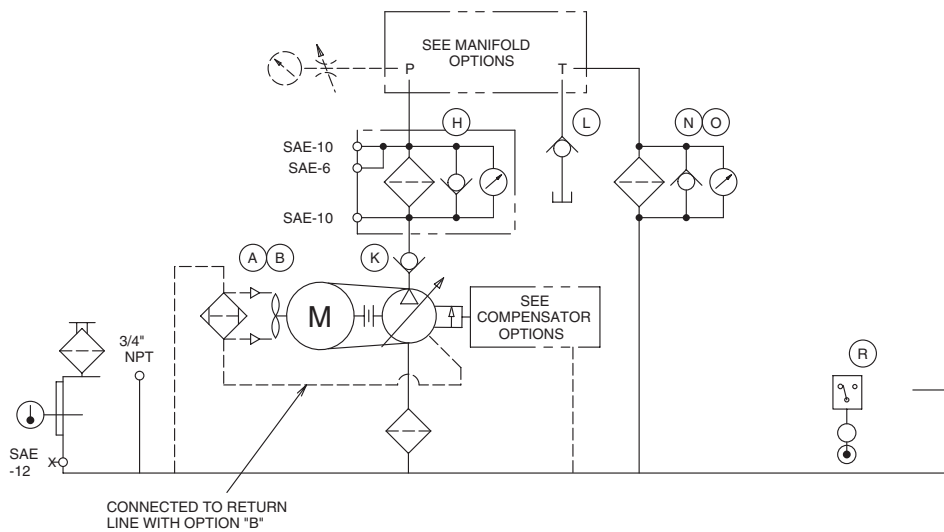 SEE MANIFOLD
OPTIONS
P
T
H
L
N
O
SAE-10
SAE-6
SAE-10
A
B
K
M
SEE
COMPENSATOR
OPTIONS
3/4"
NPT
R
SAE
-12
X
CONNECTED TO RETURN
LINE WITH OPTION "B"